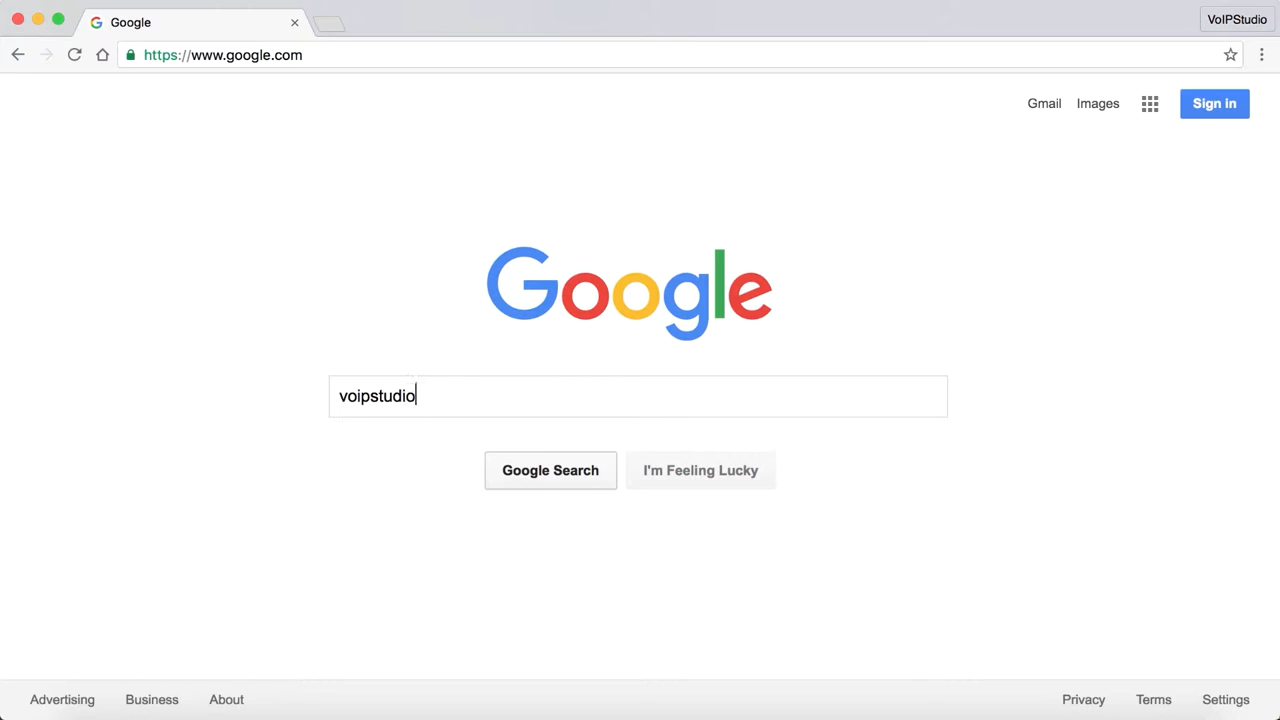 Google
VoIPStudio
https://www.google.com
Gmail Images Sign in
Google
voipstudio
Google Search I'm Feeling Lucky
Advertising Business About Privacy Terms Settings